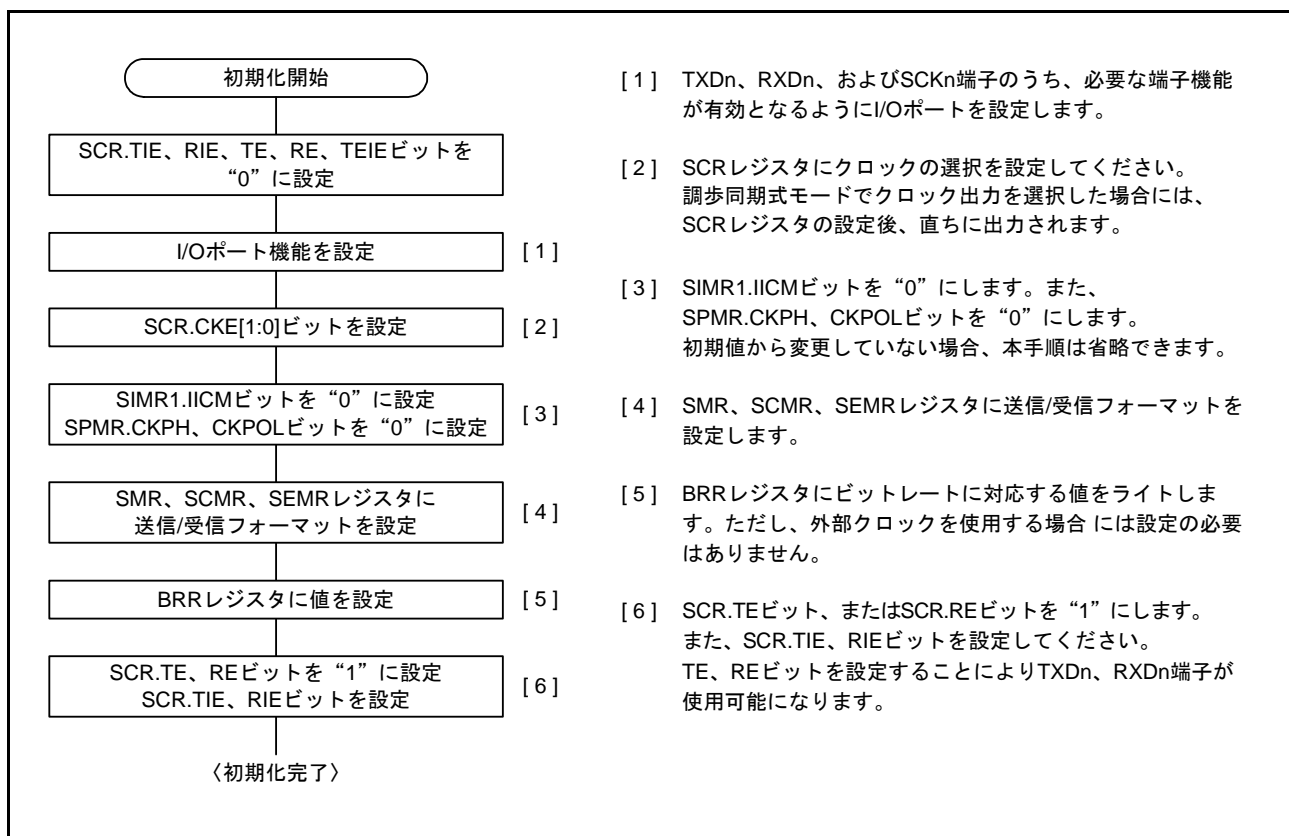 初期化開始
SCR.TIE、RIE、TE、RE、TEIEビットを
“0”に設定
I/Oポート機能を設定
[ 1 ]
SCR.CKE[1:0]ビットを設定
[ 2 ]
SIMR1.IICMビットを“0”に設定
SPMR.CKPH、CKPOLビットを“0”に設定
[ 3 ]
SMR、SCMR、SEMRレジスタに
送信/受信フォーマットを設定
[ 4 ]
BRRレジスタに値を設定
[ 5 ]
SCR.TE、REビットを“1”に設定
SCR.TIE、RIEビットを設定
[ 6 ]
〈初期化完了〉
[ 1 ] TXDn、RXDn、およびSCKn端子のうち、必要な端子機能
が有効となるようにI/Oポートを設定します。
[ 2 ] SCRレジスタにクロックの選択を設定してください。
調歩同期式モードでクロック出力を選択した場合には、
SCRレジスタの設定後、直ちに出力されます。
[ 3 ] SIMR1.IICMビットを“0”にします。また、
SPMR.CKPH、CKPOLビットを“0”にします。
初期値から変更していない場合、本手順は省略できます。
[ 4 ] SMR、SCMR、SEMRレジスタに送信/受信フォーマットを
設定します。
[ 5 ] BRRレジスタにビットレートに対応する値をライトしま
す。ただし、外部クロックを使用する場合 には設定の必要
はありません。
[ 6 ] SCR.TEビット、またはSCR.REビットを“1”にします。
また、SCR.TIE、RIEビットを設定してください。
TE、REビットを設定することによりTXDn、RXDn端子が
使用可能になります。